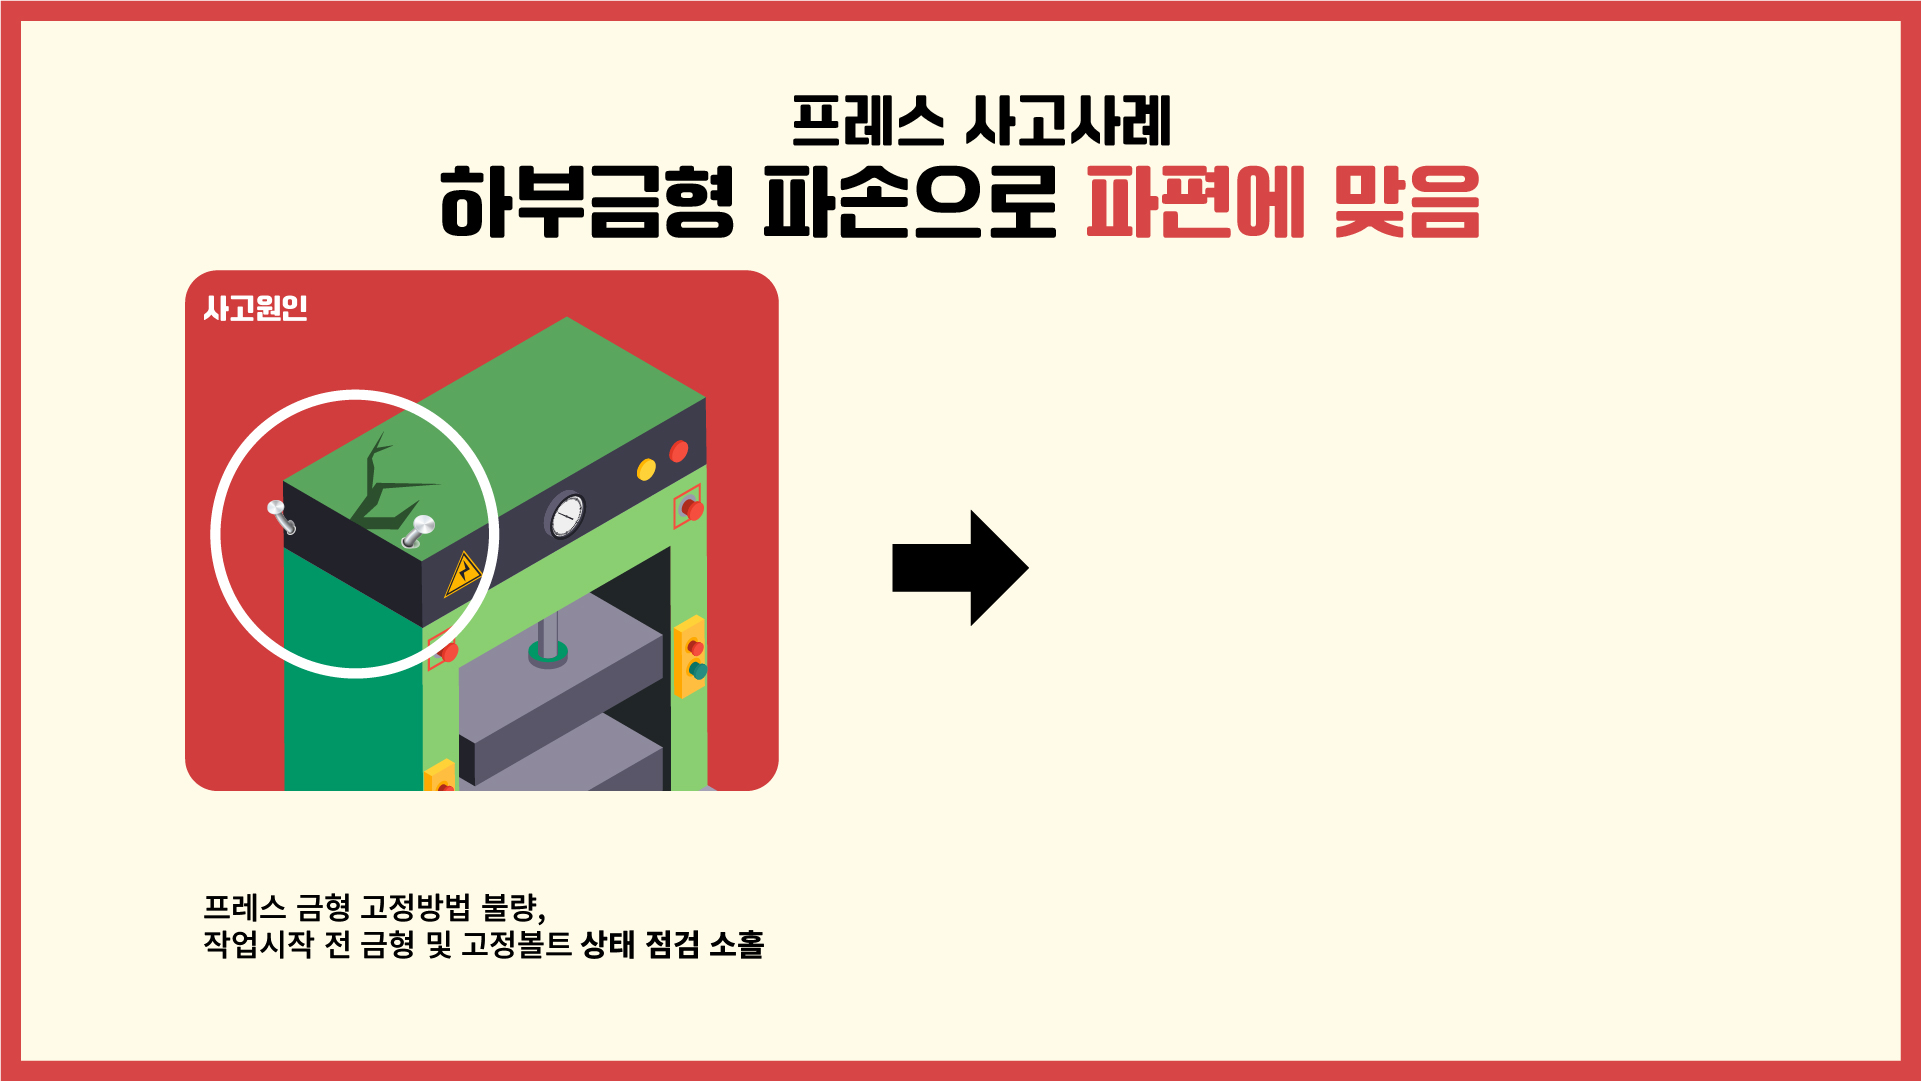 프레스 사고사례
하부금형 파손으로 파편에 맞음
사고원인
프레스 금형 고정방법 불량,
작업시작 전 금형 및 고정볼트 상태 점검 소홀